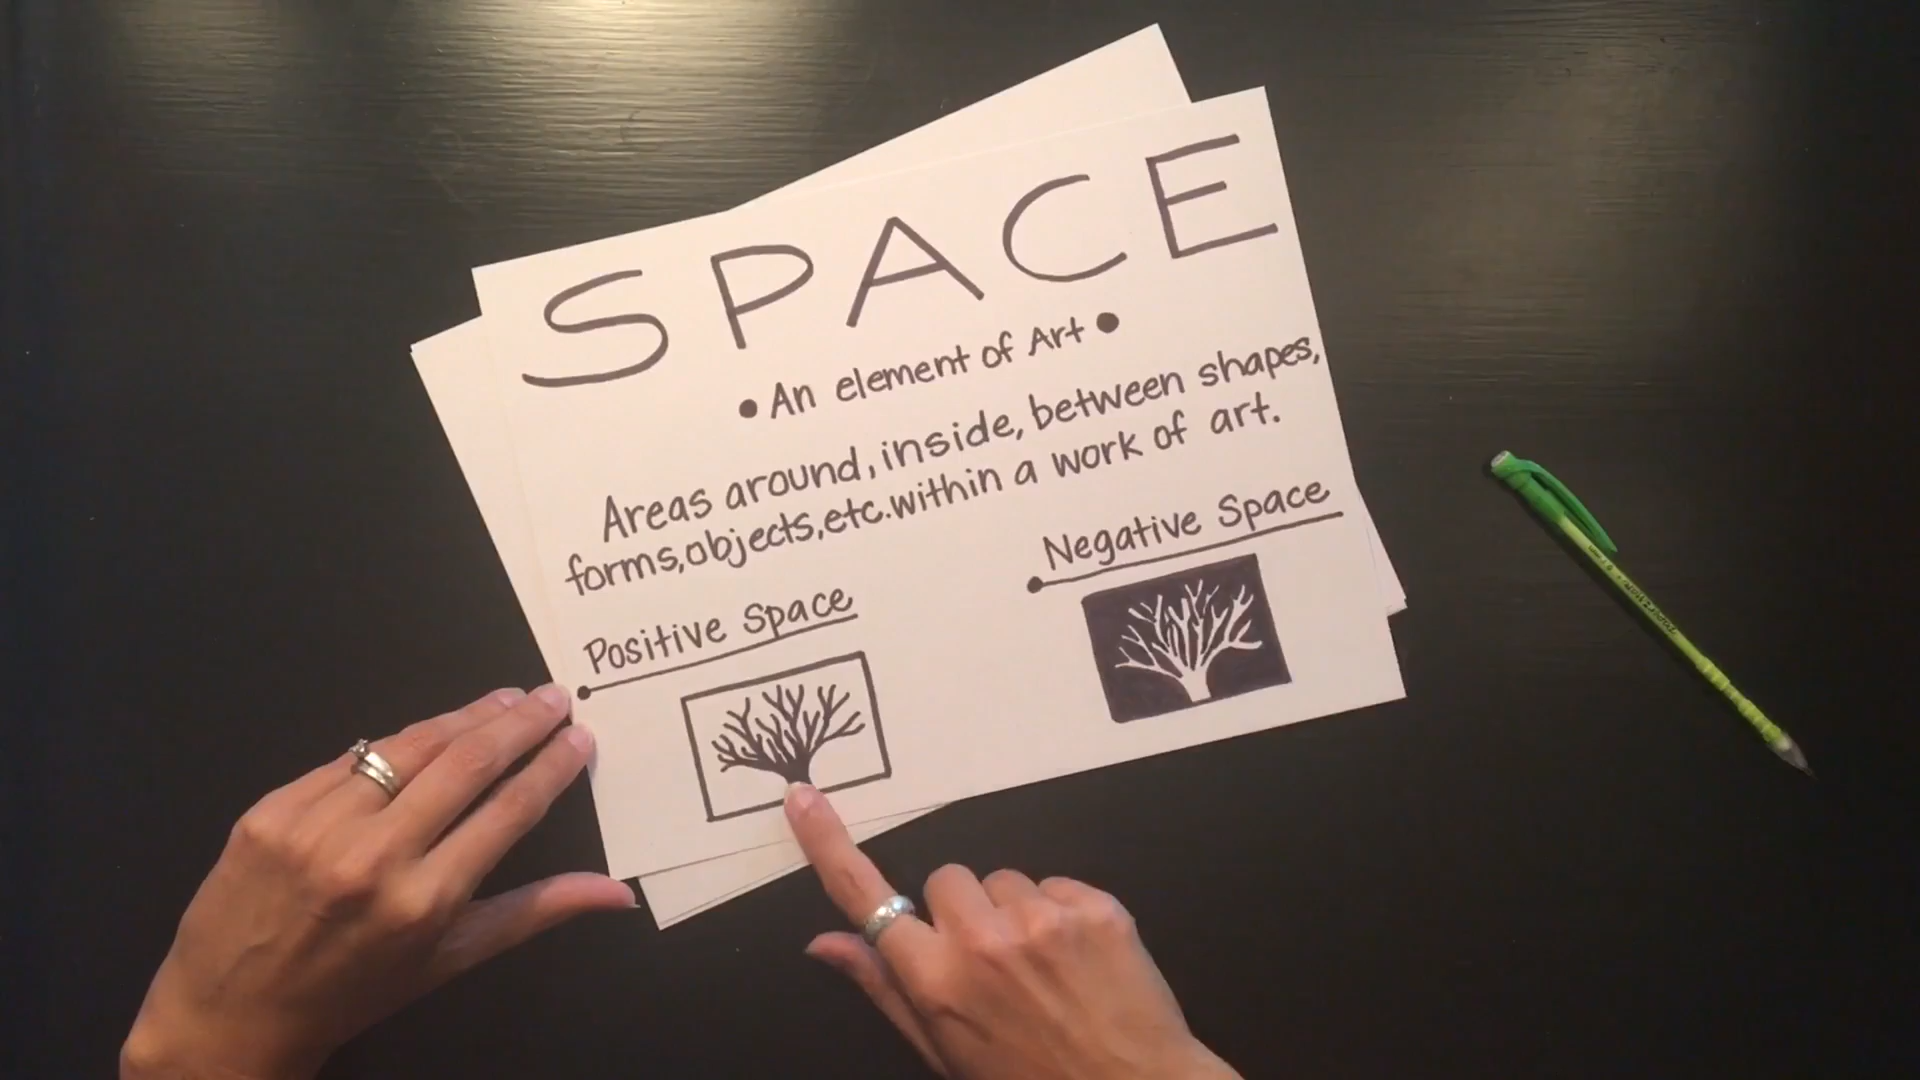 SPACE
• An element of Art •
Areas around, inside, between shapes,
forms, objects, etc. within a work of art.
Positive Space
Negative Space